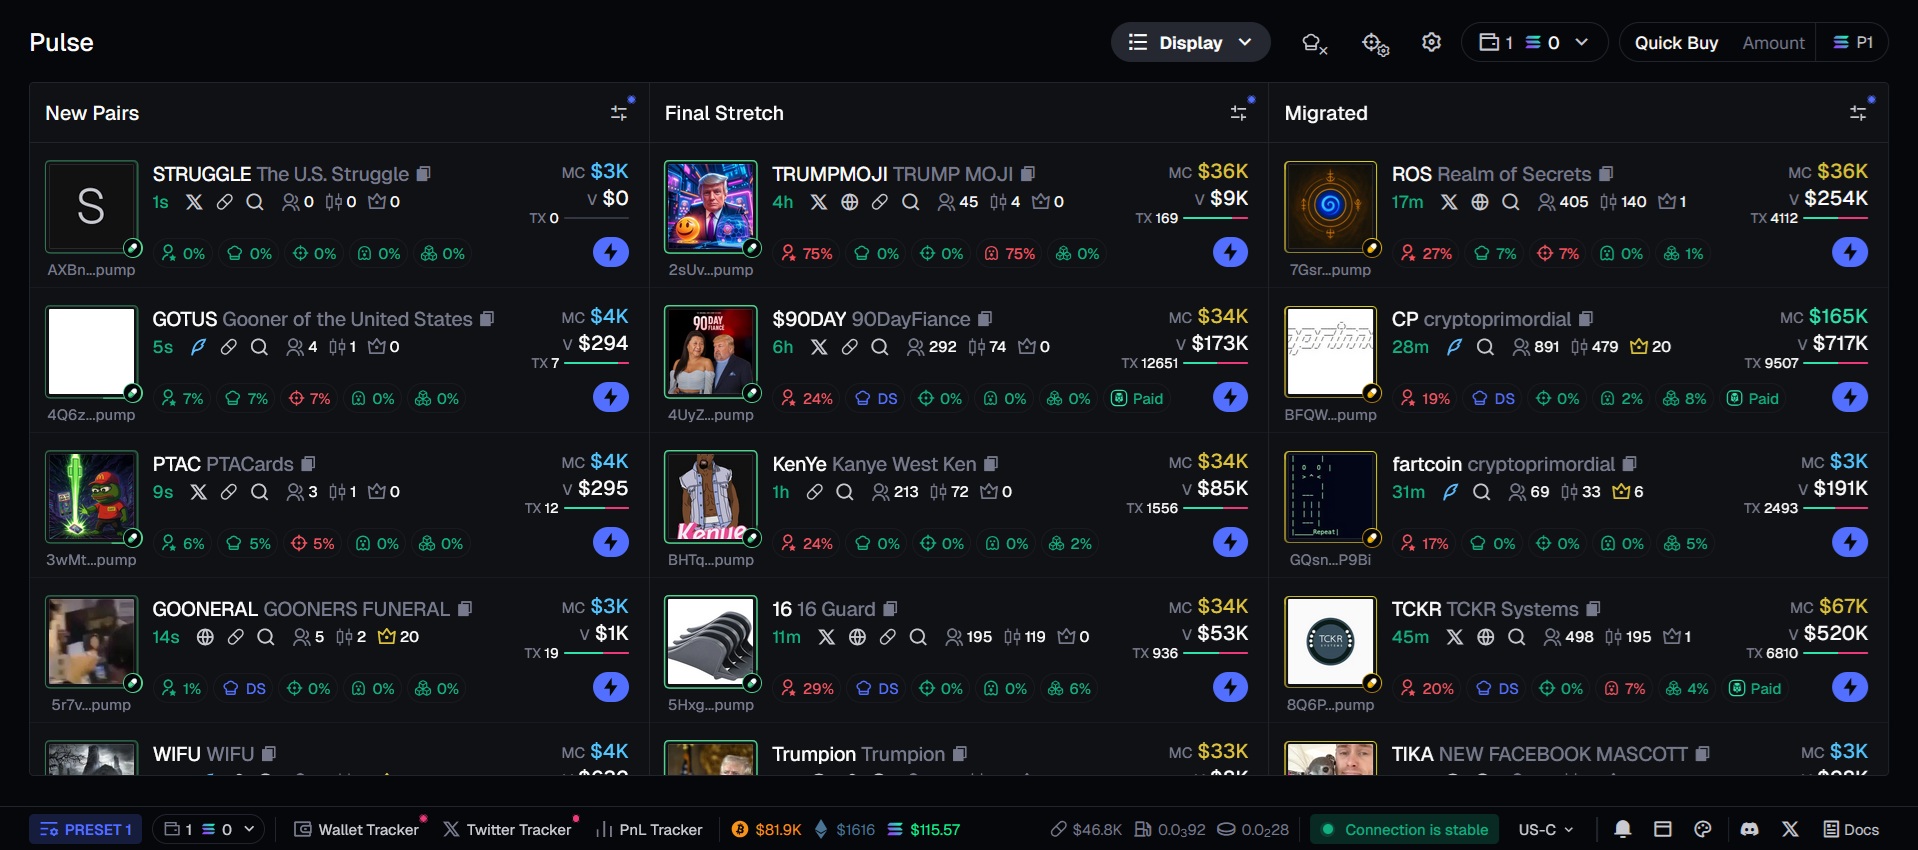 Pulse
Display
1 0
Quick Buy Amount P1
New Pairs
STRUGGLE The U.S. Struggle
MC $3K
1s 0 0 0
V $0
TX 0
0% 0% 0% 0% 0%
AXBn...pump
S
GOTUS Gooner of the United States
MC $4K
5s 4 1 0
V $294
TX 7
7% 7% 7% 0% 0%
4Q6z...pump
PTAC PTACards
MC $4K
9s 3 1 0
V $295
TX 12
6% 5% 5% 0% 0%
3wMt...pump
GOONERAL GOONERS FUNERAL
MC $3K
14s 5 2 20
V $1K
TX 19
1% DS 0% 0% 0%
5r7v...pump
WIFU WIFU
MC $4K
Final Stretch
TRUMPMOJI TRUMP MOJI
MC $36K
4h 45 4 0
V $9K
TX 169
75% 0% 0% 75% 0%
2sUv...pump
$90DAY 90DayFiance
MC $34K
6h 292 74 0
V $173K
TX 12651
24% DS 0% 0% 0% Paid
4UyZ...pump
90 DAY
FIANCÉ
KenYe Kanye West Ken
MC $34K
1h 213 72 0
V $85K
TX 1556
24% 0% 0% 0% 2%
BHTq...pump
Kenye
16 16 Guard
MC $34K
11m 195 119 0
V $53K
TX 936
29% DS 0% 0% 6%
5Hxg...pump
Trumpion Trumpion
MC $33K
Migrated
ROS Realm of Secrets
MC $36K
17m 405 140 1
V $254K
TX 4112
27% 7% 7% 0% 1%
7Gsr...pump
CP cryptoprimordial
MC $165K
28m 891 479 20
V $717K
TX 9507
19% DS 0% 2% 8% Paid
BFQW...pump
fartcoin cryptoprimordial
MC $3K
31m 69 33 6
V $191K
TX 2493
17% 0% 0% 0% 5%
GQsn...P9Bi
Repeat
TCKR TCKR Systems
MC $67K
45m 498 195 1
V $520K
TX 6810
20% DS 0% 7% 4% Paid
8Q6P...pump
TCKR
SYSTEMS
TIKA NEW FACEBOOK MASCOTT
MC $3K
PRESET 1 1 0 Wallet Tracker Twitter Tracker PnL Tracker $81.9K $1616 $115.57 $46.8K 0.0₃92 0.0₂28 Connection is stable US-C Docs